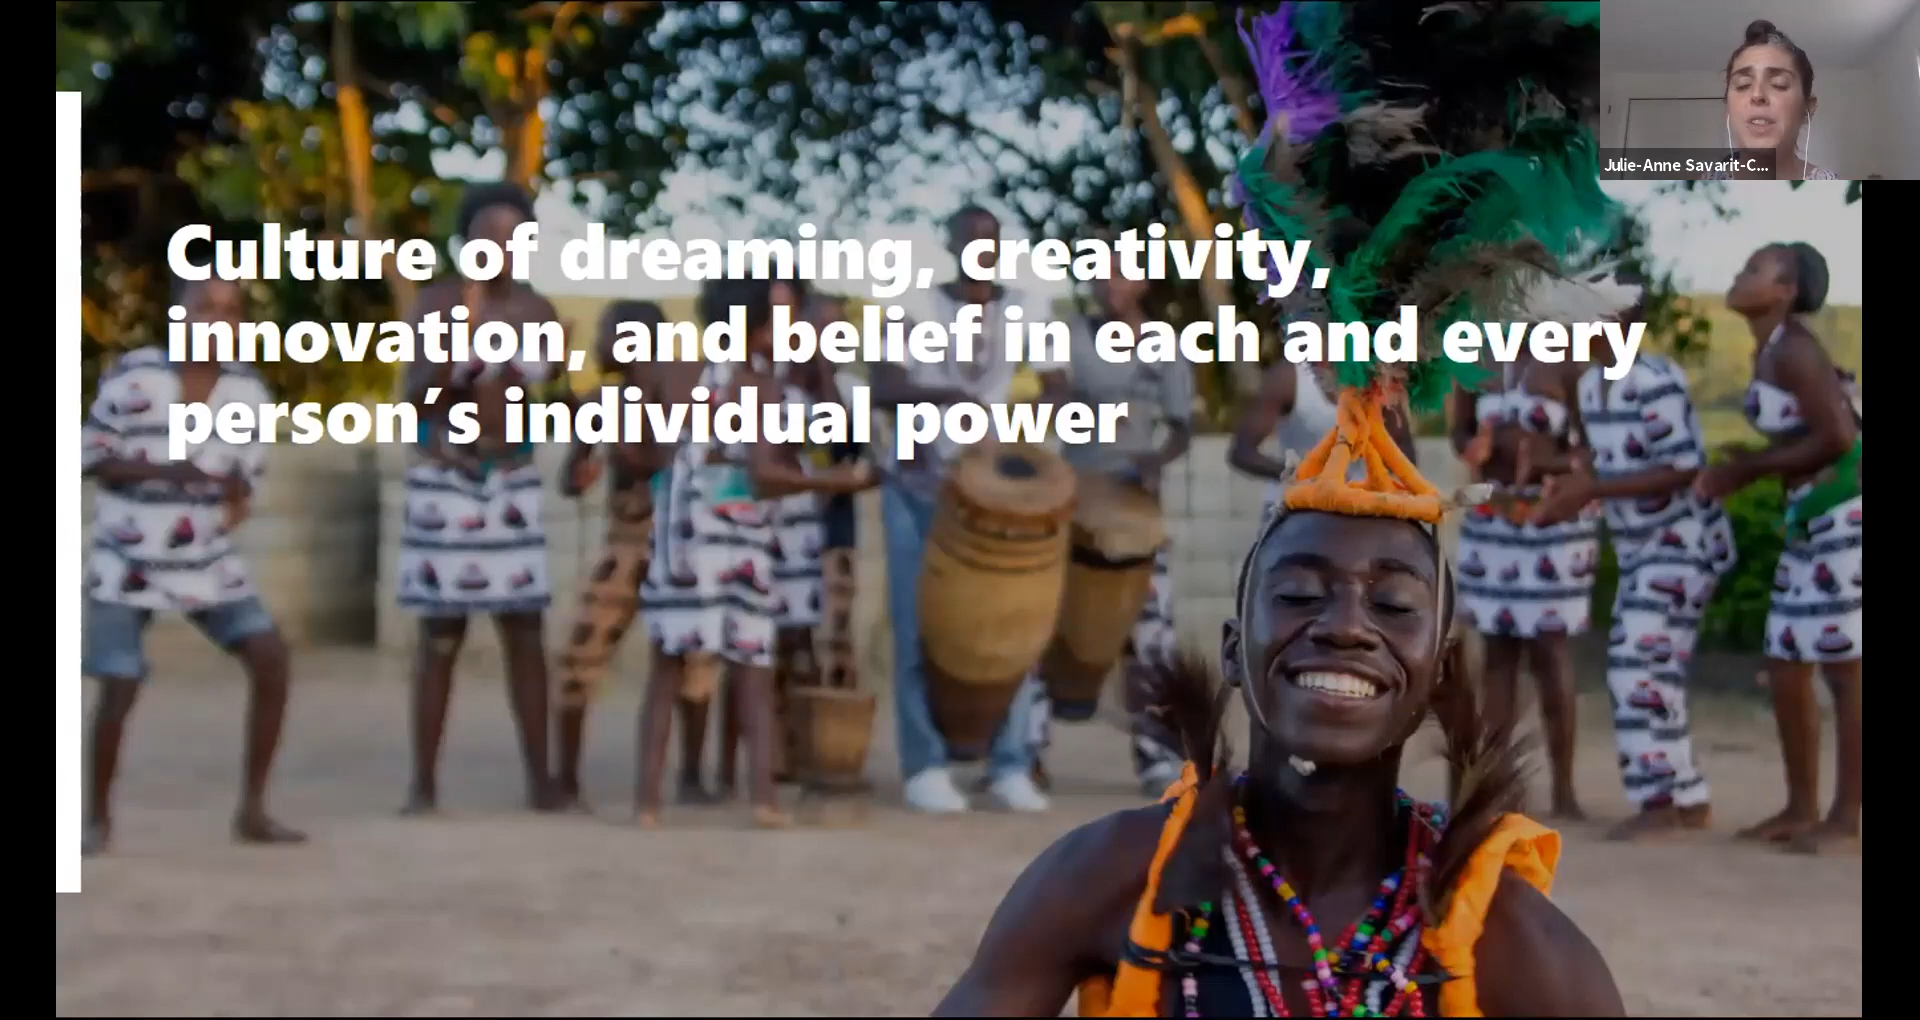 Julie-Anne Savarit-C...
Culture of dreaming, creativity,
innovation, and belief in each and every
person´s individual power